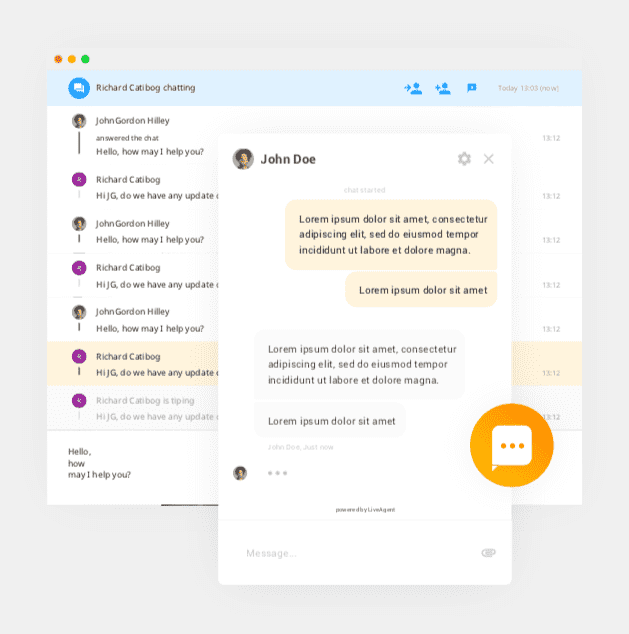 Richard Catibog chatting
Today 13:03 (now)
JohnGordon Hilley
answered the chat
Hello, how may I help you?
13:12
Richard Catibog
Hi JG, do we have any update
13:12
JohnGordon Hilley
Hello, how may I help you?
13:12
Richard Catibog
Hi JG, do we have any update
13:12
JohnGordon Hilley
Hello, how may I help you?
13:12
Richard Catibog
Hi JG, do we have any update
13:12
Richard Catibog is tiping
Hi JG, do we have any update
13:12
Hello,
how
may I help you?
John Doe
chat started
Lorem ipsum dolor sit amet, consectetur
adipiscing elit, sed do eiusmod tempor
incididunt ut labore et dolore magna.
Lorem ipsum dolor sit amet
Lorem ipsum dolor sit amet, consectetur
adipiscing elit, sed do eiusmod tempor
incididunt ut labore et dolore magna.
Lorem ipsum dolor sit amet
John Doe, Just now
powered by LiveAgent
Message...